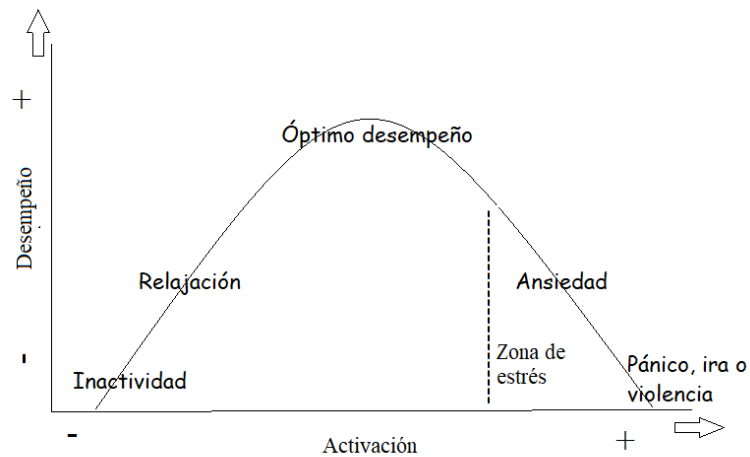 +
Desempeño
-
Óptimo desempeño
Relajación
Ansiedad
Inactividad
Zona de
estrés
Pánico, ira o
violencia
-
Activación
+